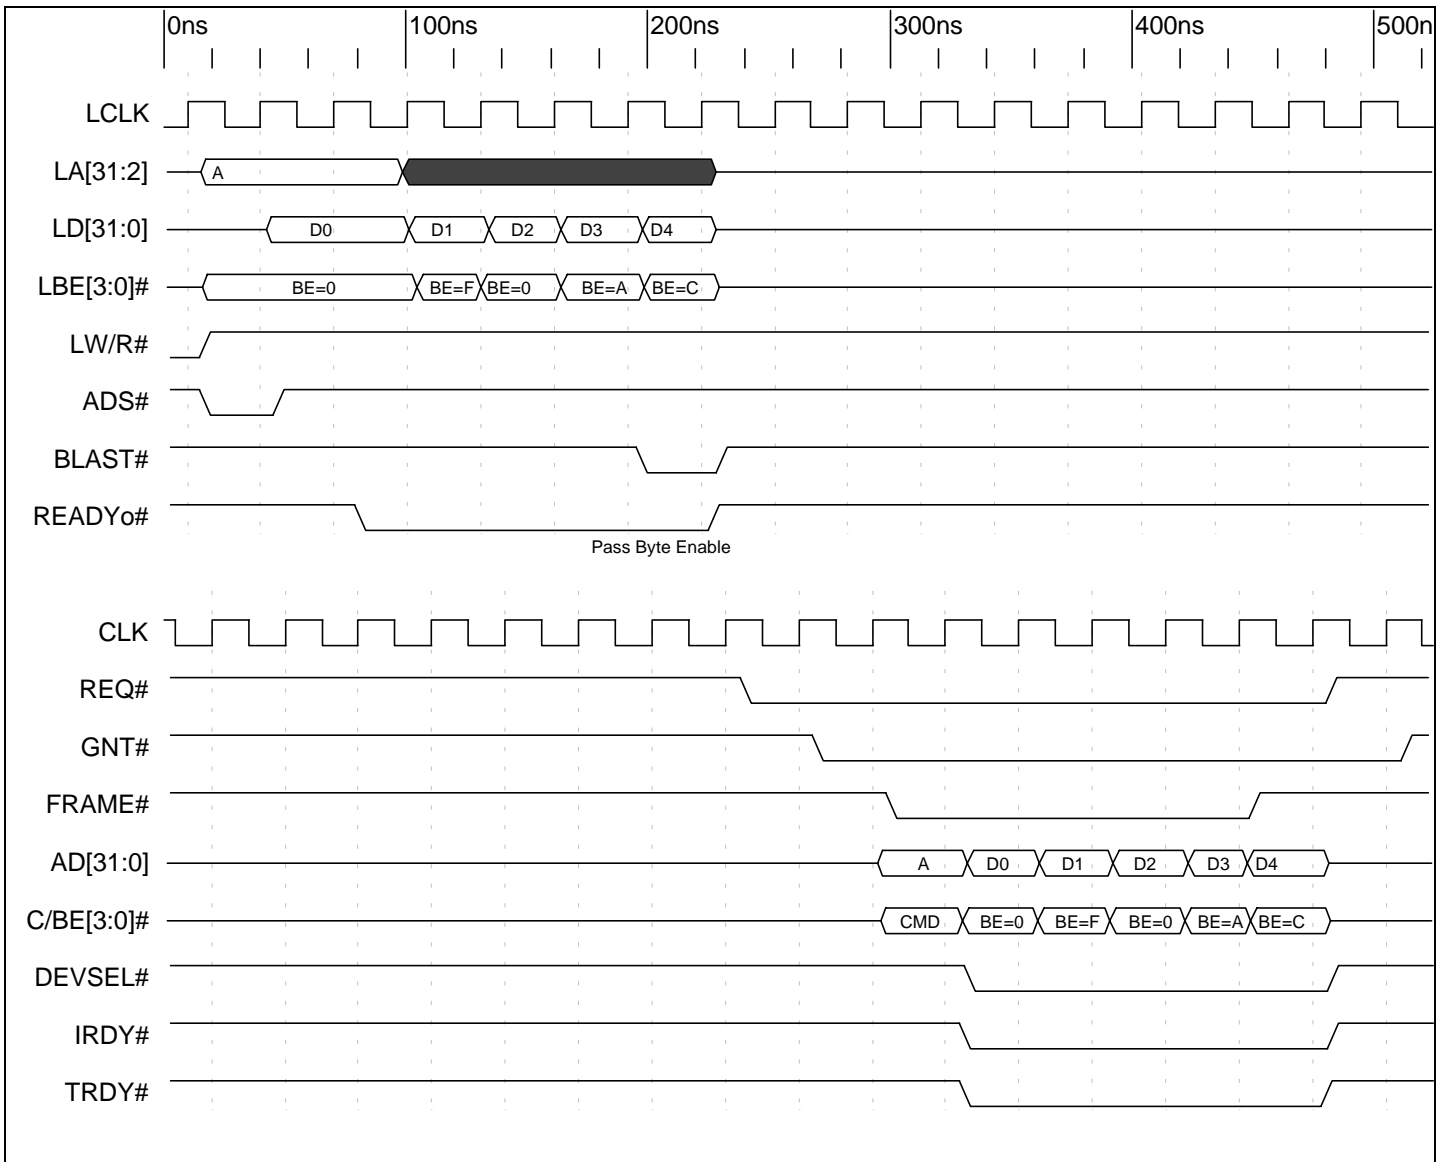 0ns 100ns 200ns 300ns 400ns 500n
LCLK
LA[31:2] A
LD[31:0] D0 D1 D2 D3 D4
LBE[3:0]# BE=0 BE=F BE=0 BE=A BE=C
LW/R#
ADS#
BLAST#
READYo#
Pass Byte Enable
CLK
REQ#
GNT#
FRAME#
AD[31:0] A D0 D1 D2 D3 D4
C/BE[3:0]# CMD BE=0 BE=F BE=0 BE=A BE=C
DEVSEL#
IRDY#
TRDY#